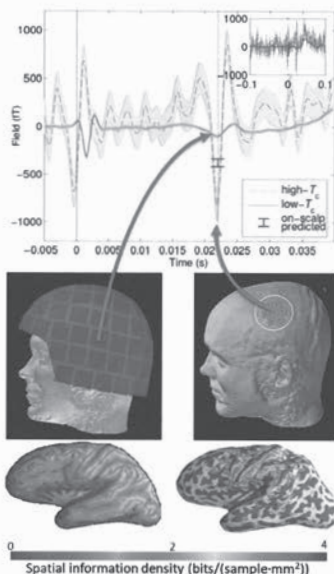 1000
500
0
-500
-1000
Field (fT)
1000
0
-1000
-0.1 0 0.1
high-Tc
low-Tc
on-scalp
predicted
-0.005 0 0.005 0.01 0.015 0.02 0.025 0.03 0.035
Time (s)
0 2 4
Spatial information density (bits/(sample·mm²))